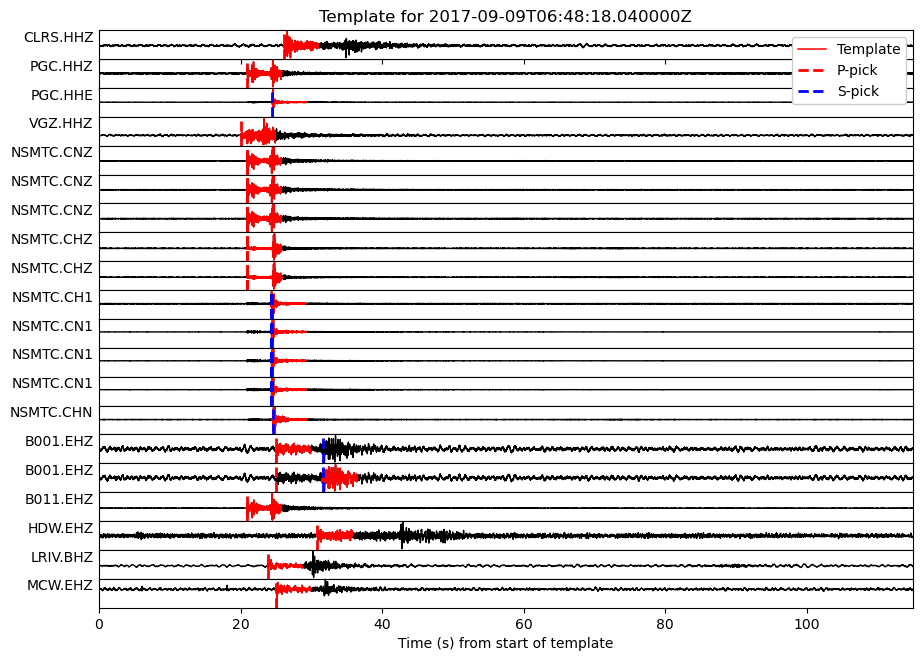 Template for 2017-09-09T06:48:18.040000Z
CLRS.HHZ
PGC.HHZ
PGC.HHE
VGZ.HHZ
NSMTC.CNZ
NSMTC.CNZ
NSMTC.CNZ
NSMTC.CHZ
NSMTC.CHZ
NSMTC.CH1
NSMTC.CN1
NSMTC.CN1
NSMTC.CN1
NSMTC.CHN
B001.EHZ
B001.EHZ
B011.EHZ
HDW.EHZ
LRIV.BHZ
MCW.EHZ
Template
P-pick
S-pick
0 20 40 60 80 100
Time (s) from start of template